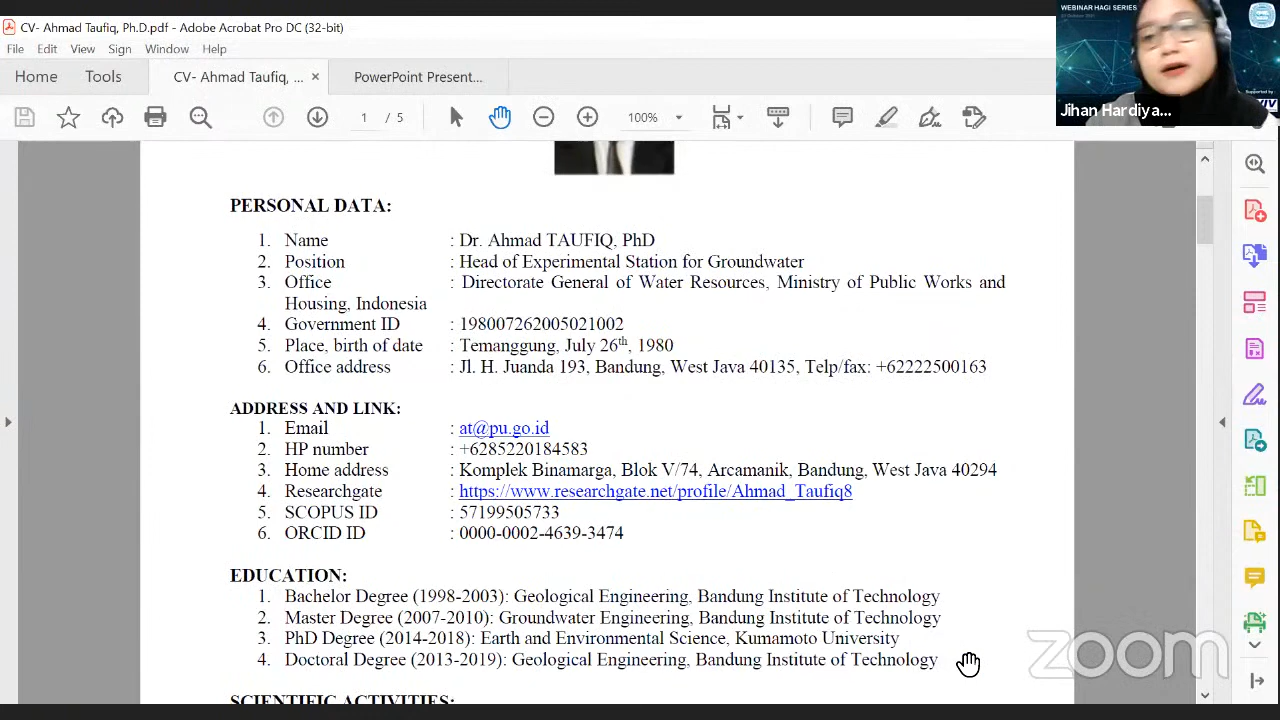 CV- Ahmad Taufiq, Ph.D.pdf - Adobe Acrobat Pro DC (32-bit)
File Edit View Sign Window Help
Home Tools CV- Ahmad Taufiq, ... × PowerPoint Present...
1 / 5 100%
WEBINAR HAGI SERIES
Supported by
Jihan Hardiya...
PERSONAL DATA:
1. Name : Dr. Ahmad TAUFIQ, PhD
2. Position : Head of Experimental Station for Groundwater
3. Office : Directorate General of Water Resources, Ministry of Public Works and
Housing, Indonesia
4. Government ID : 198007262005021002
5. Place, birth of date : Temanggung, July 26th, 1980
6. Office address : Jl. H. Juanda 193, Bandung, West Java 40135, Telp/fax: +62222500163
ADDRESS AND LINK:
1. Email : at@pu.go.id
2. HP number : +6285220184583
3. Home address : Komplek Binamarga, Blok V/74, Arcamanik, Bandung, West Java 40294
4. Researchgate : https://www.researchgate.net/profile/Ahmad_Taufiq8
5. SCOPUS ID : 57199505733
6. ORCID ID : 0000-0002-4639-3474
EDUCATION:
1. Bachelor Degree (1998-2003): Geological Engineering, Bandung Institute of Technology
2. Master Degree (2007-2010): Groundwater Engineering, Bandung Institute of Technology
3. PhD Degree (2014-2018): Earth and Environmental Science, Kumamoto University
4. Doctoral Degree (2013-2019): Geological Engineering, Bandung Institute of Technology
SCIENTIFIC ACTIVITIES:
zoom